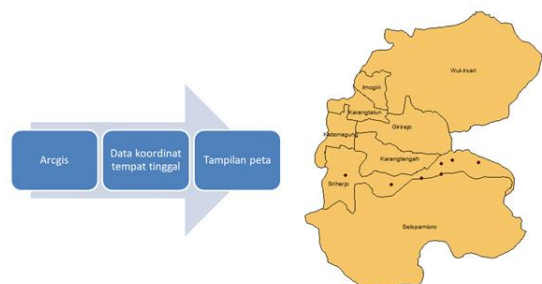 Arcgis
Data koordinat
tempat tinggal
Tampilan peta
Wukirsari
Imogiri
Karangtalun
Girirejo
Kebonagung
Karangtengah
Sriharjo
Selopamioro